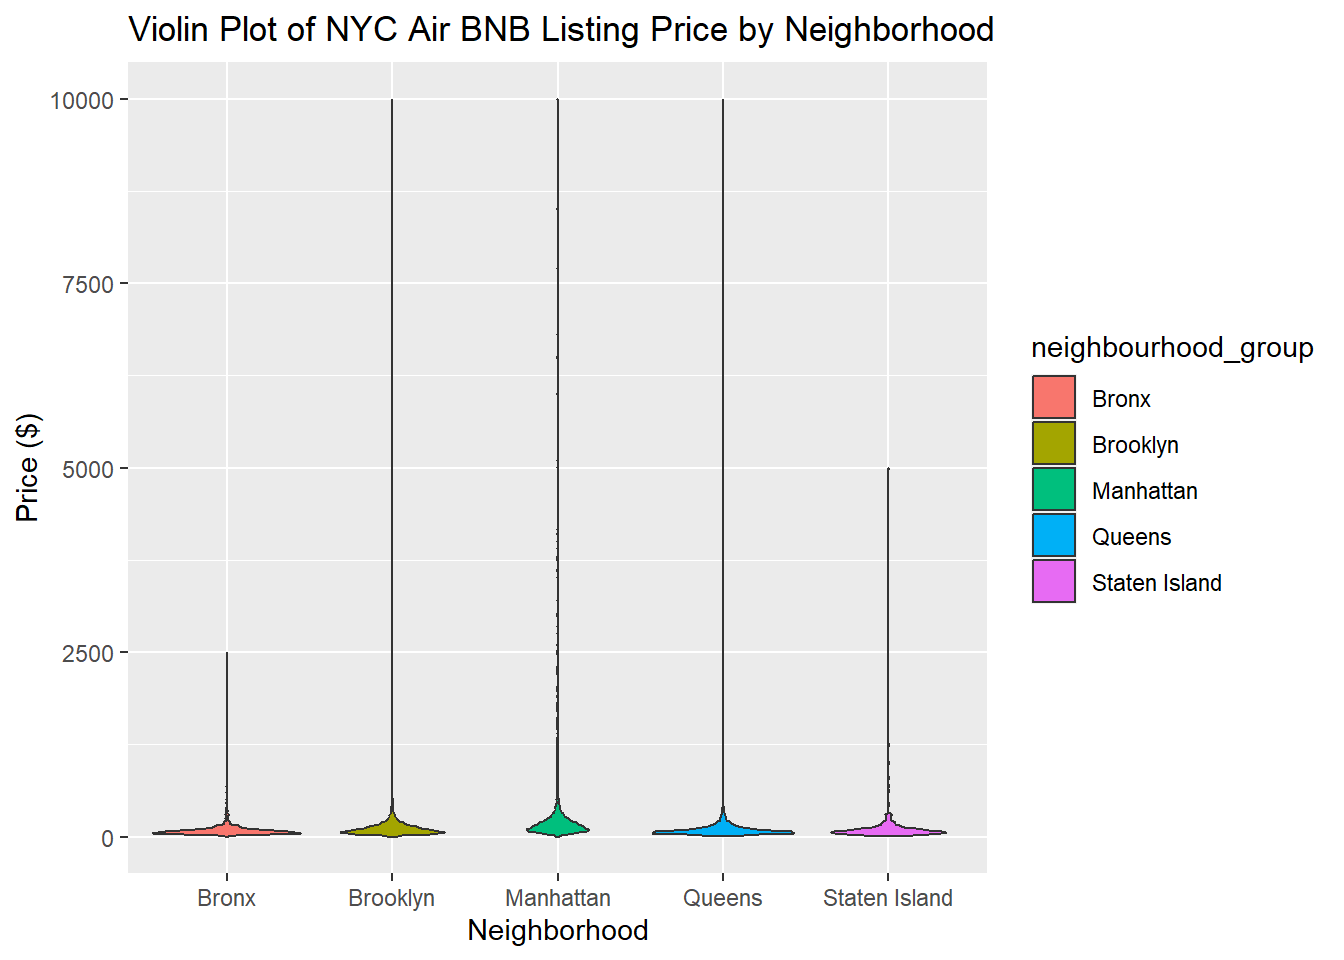 Violin Plot of NYC Air BNB Listing Price by Neighborhood
10000
7500
5000
2500
0
Price ($)
Bronx
Brooklyn
Manhattan
Queens
Staten Island
Neighborhood
neighbourhood_group
Bronx
Brooklyn
Manhattan
Queens
Staten Island